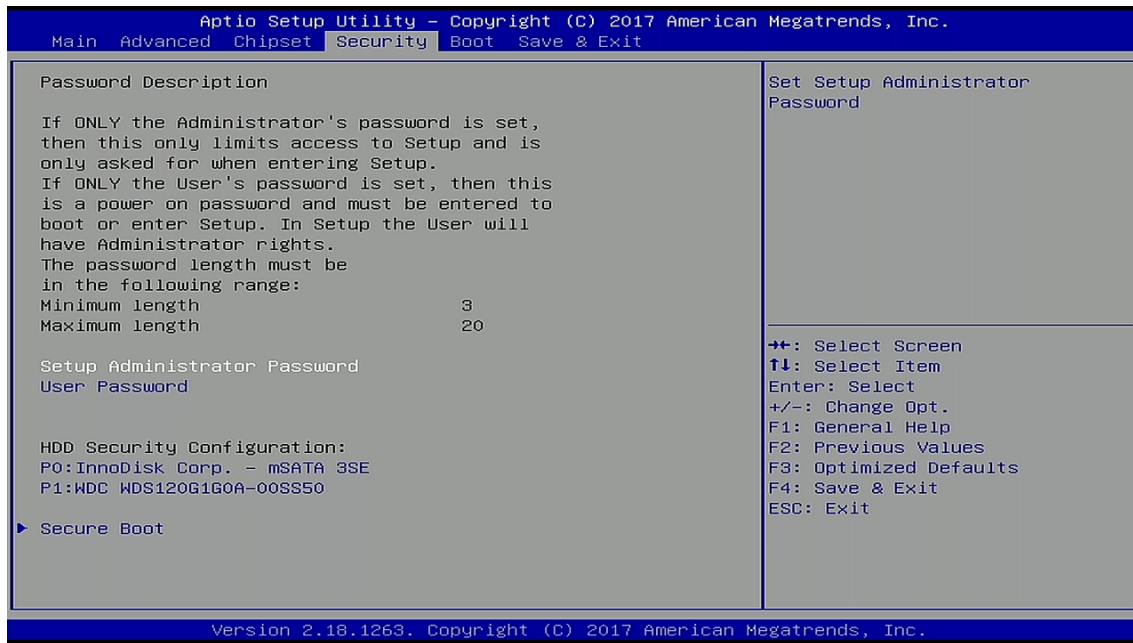 Aptio Setup Utility – Copyright (C) 2017 American Megatrends, Inc.
Main Advanced Chipset Security Boot Save & Exit
Password Description
If ONLY the Administrator's password is set,
then this only limits access to Setup and is
only asked for when entering Setup.
If ONLY the User's password is set, then this
is a power on password and must be entered to
boot or enter Setup. In Setup the User will
have Administrator rights.
The password length must be
in the following range:
Minimum length 3
Maximum length 20
Setup Administrator Password
User Password
HDD Security Configuration:
P0:InnoDisk Corp. - mSATA 3SE
P1:WDC WDS120G1G0A-00SS50
Secure Boot
Set Setup Administrator
Password
→←: Select Screen
↑↓: Select Item
Enter: Select
+/-: Change Opt.
F1: General Help
F2: Previous Values
F3: Optimized Defaults
F4: Save & Exit
ESC: Exit
Version 2.18.1263. Copyright (C) 2017 American Megatrends, Inc.